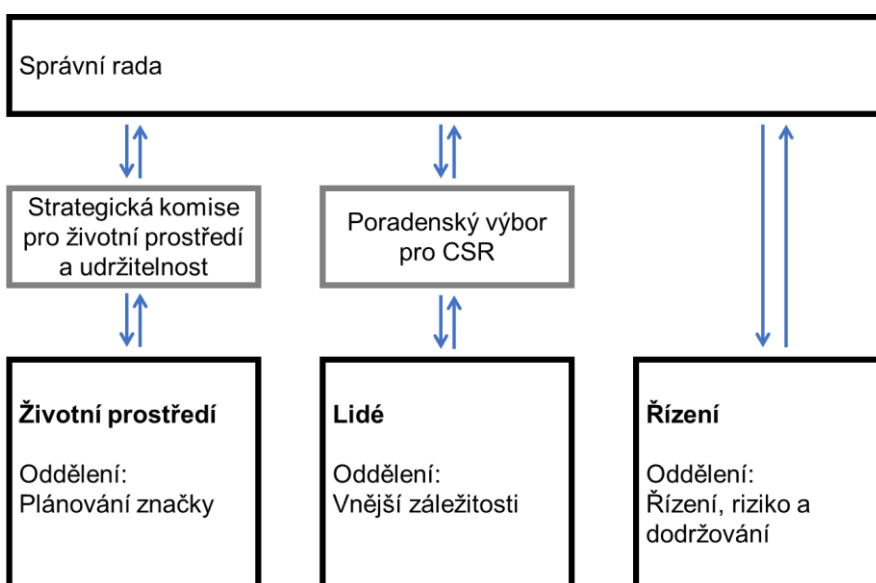 Správní rada
Strategická komise
pro životní prostředí
a udržitelnost
Poradenský výbor
pro CSR
Životní prostředí
Oddělení:
Plánování značky
Lidé
Oddělení:
Vnější záležitosti
Řízení
Oddělení:
Řízení, riziko a
dodržování